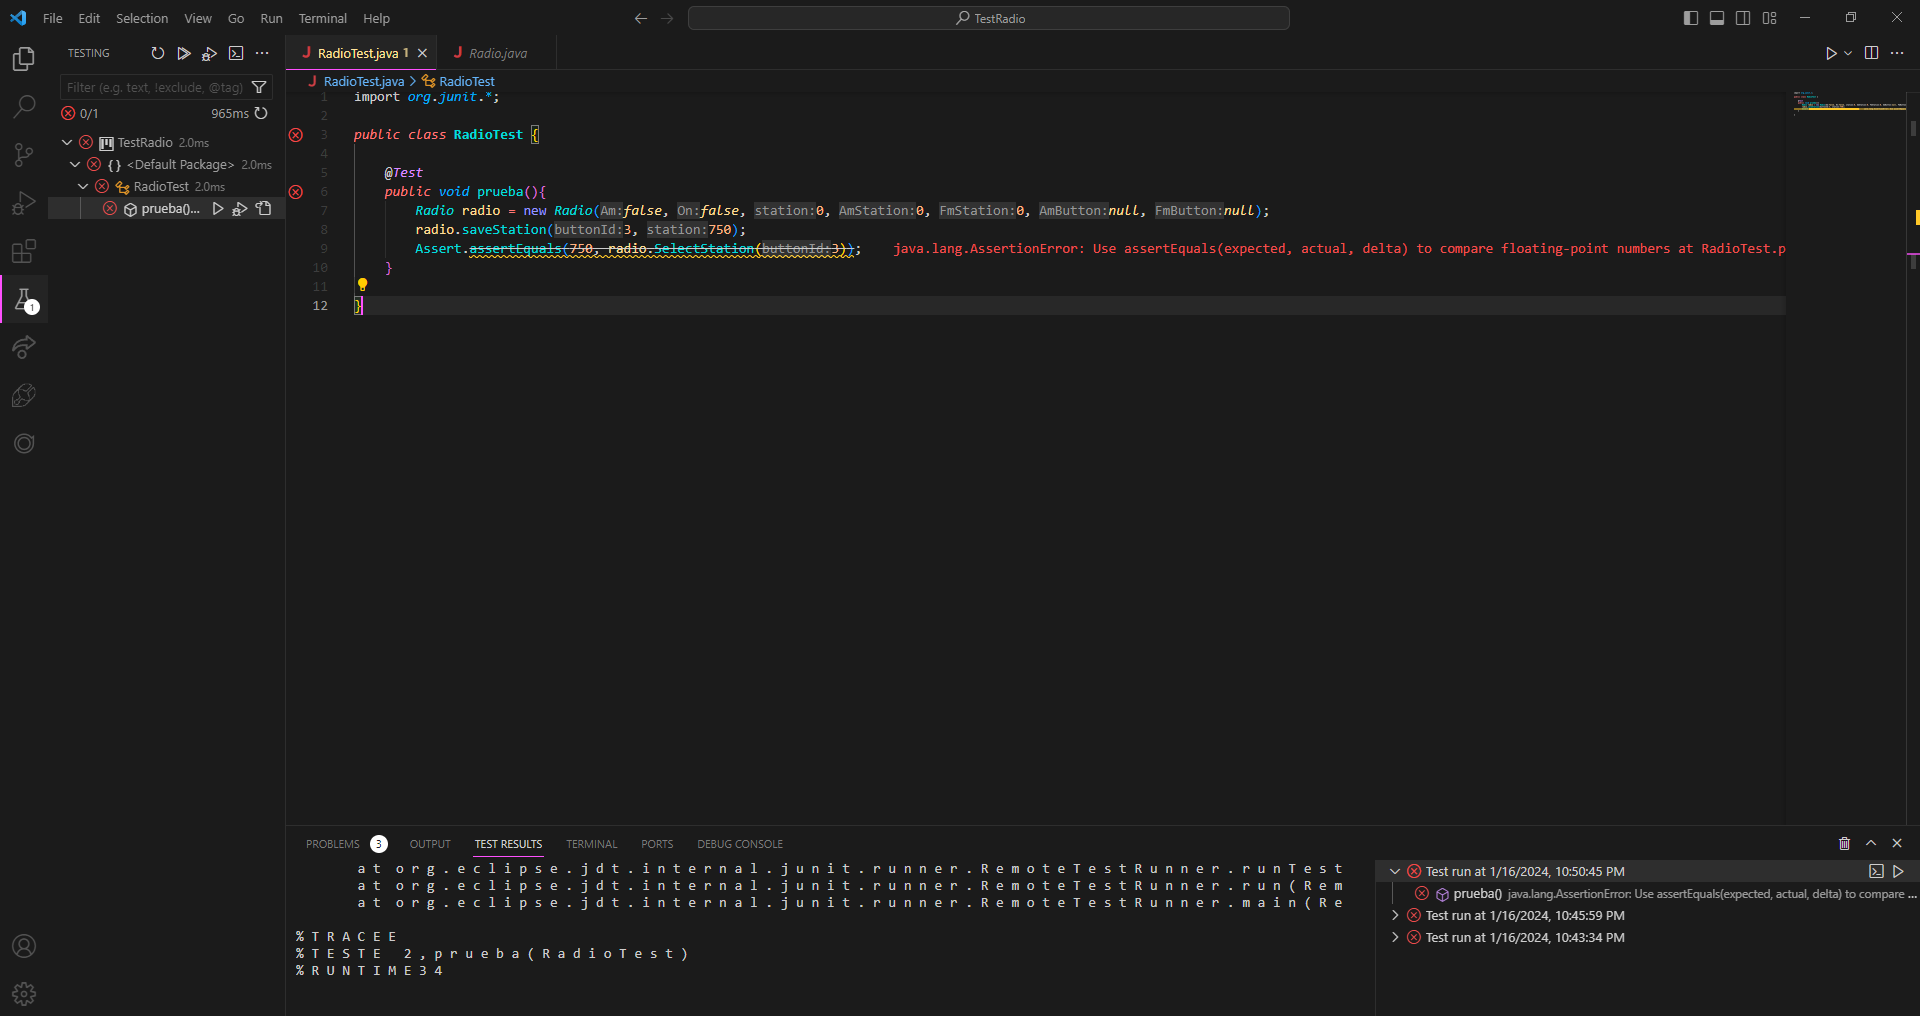 File Edit Selection View Go Run Terminal Help
TestRadio
TESTING
Filter (e.g. text, !exclude, @tag)
0/1 965ms
TestRadio 2.0ms
{} <Default Package> 2.0ms
RadioTest 2.0ms
prueba()...
1
RadioTest.java 1
Radio.java
RadioTest.java > RadioTest
1 import org.junit.*;
2
3 public class RadioTest {
4
5 @Test
6 public void prueba(){
7 Radio radio = new Radio(Am:false, On:false, station:0, AmStation:0, FmStation:0, AmButton:null, FmButton:null);
8 radio.saveStation(buttonId:3, station:750);
9 Assert.assertEquals(750, radio.SelectStation(buttonId:3)); java.lang.AssertionError: Use assertEquals(expected, actual, delta) to compare floating-point numbers at RadioTest.p
10 }
11
12 }
PROBLEMS 3 OUTPUT TEST RESULTS TERMINAL PORTS DEBUG CONSOLE
at org.eclipse.jdt.internal.junit.runner.RemoteTestRunner.runTest
at org.eclipse.jdt.internal.junit.runner.RemoteTestRunner.run(Rem
at org.eclipse.jdt.internal.junit.runner.RemoteTestRunner.main(Re
%TRACEE
%TESTE 2,prueba(RadioTest)
%RUNTIME34
Test run at 1/16/2024, 10:50:45 PM
prueba() java.lang.AssertionError: Use assertEquals(expected, actual, delta) to compare ...
Test run at 1/16/2024, 10:45:59 PM
Test run at 1/16/2024, 10:43:34 PM